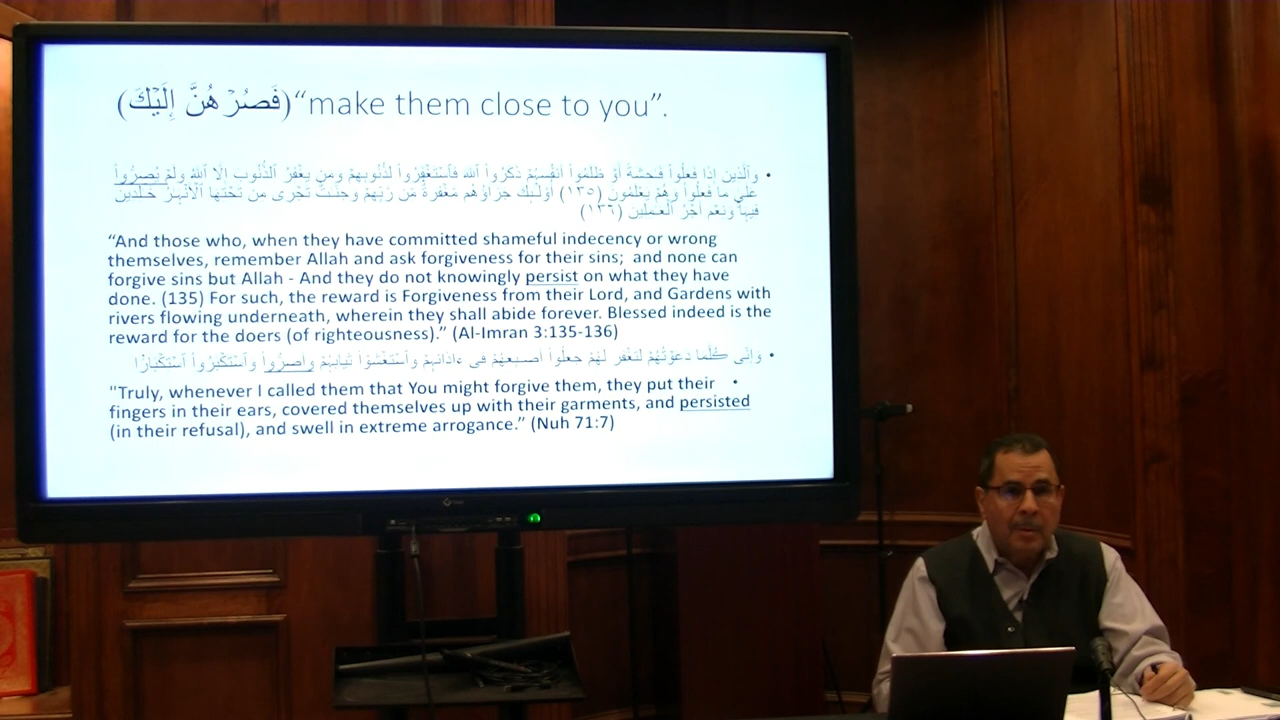 (فَصُرْهُنَّ إِلَيْكَ) “make them close to you”.
• وَٱلَّذِينَ إِذَا فَعَلُوا۟ فَـٰحِشَةً أَوْ ظَلَمُوٓا۟ أَنفُسَهُمْ ذَكَرُوا۟ ٱللَّهَ فَٱسْتَغْفَرُوا۟ لِذُنُوبِهِمْ وَمَن يَغْفِرُ ٱلذُّنُوبَ إِلَّا ٱللَّهُ وَلَمْ يُصِرُّوا۟
عَلَىٰ مَا فَعَلُوا۟ وَهُمْ يَعْلَمُونَ (١٣٥) أُو۟لَـٰٓئِكَ جَزَآؤُهُم مَّغْفِرَةٌ مِّن رَّبِّهِمْ وَجَنَّـٰتٌ تَجْرِى مِن تَحْتِهَا ٱلْأَنْهَـٰرُ خَـٰلِدِينَ
فِيهَا وَنِعْمَ أَجْرُ ٱلْعَـٰمِلِينَ (١٣٦)
“And those who, when they have committed shameful indecency or wrong
themselves, remember Allah and ask forgiveness for their sins; and none can
forgive sins but Allah - And they do not knowingly persist on what they have
done. (135) For such, the reward is Forgiveness from their Lord, and Gardens with
rivers flowing underneath, wherein they shall abide forever. Blessed indeed is the
reward for the doers (of righteousness).” (Al-Imran 3:135-136)
• وَإِنِّى كُلَّمَا دَعَوْتُهُمْ لِتَغْفِرَ لَهُمْ جَعَلُوٓا۟ أَصَـٰبِعَهُمْ فِىٓ ءَاذَانِهِمْ وَٱسْتَغْشَوْا۟ ثِيَابَهُمْ وَأَصَرُّوا۟ وَٱسْتَكْبَرُوا۟ ٱسْتِكْبَارًا
"Truly, whenever I called them that You might forgive them, they put their •
fingers in their ears, covered themselves up with their garments, and persisted
(in their refusal), and swell in extreme arrogance.” (Nuh 71:7)